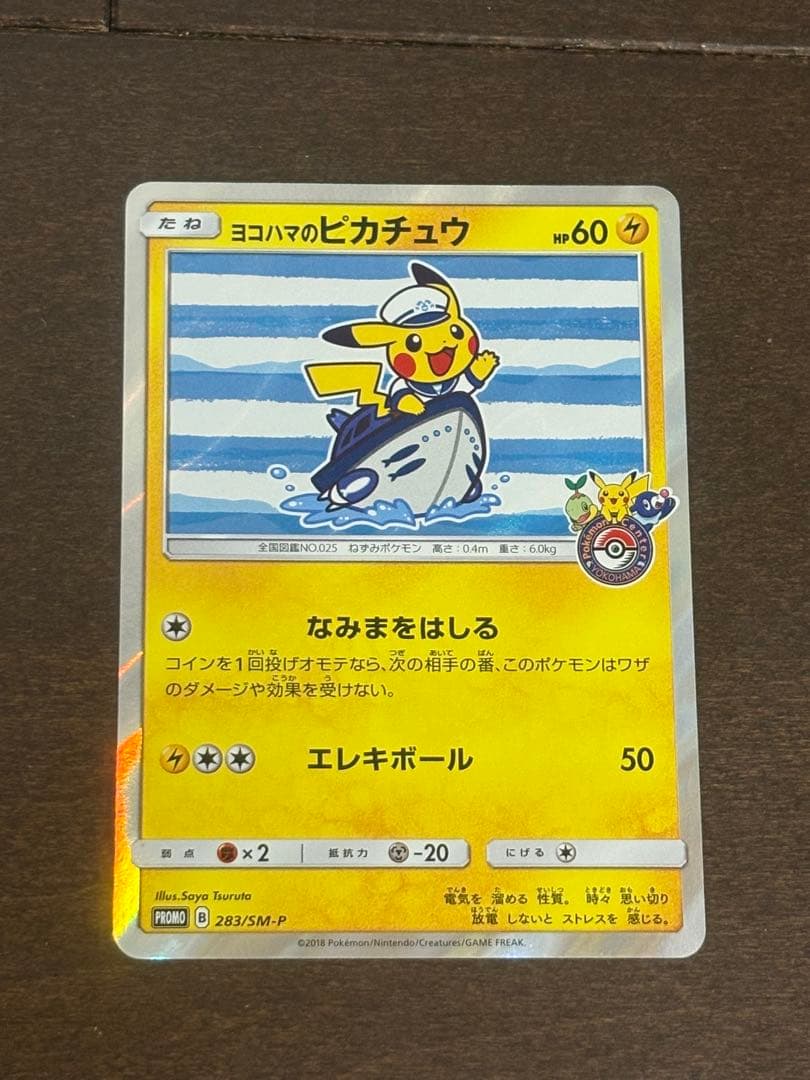 たね ヨコハマのピカチュウ HP60
Pokémon Center
YOKOHAMA
全国図鑑NO.025 ねずみポケモン 高さ:0.4m 重さ:6.0kg
なみまをはしる
コインを1回投げオモテなら、次の相手の番、このポケモンはワザ
のダメージや効果を受けない。
エレキボール 50
弱点 ×2 抵抗力 -20 にげる
Illus.Saya Tsuruta
電気を 溜める 性質。 時々 思い切り
放電 しないと ストレスを 感じる。
PROMO B 283/SM-P
©2018 Pokémon/Nintendo/Creatures/GAME FREAK.